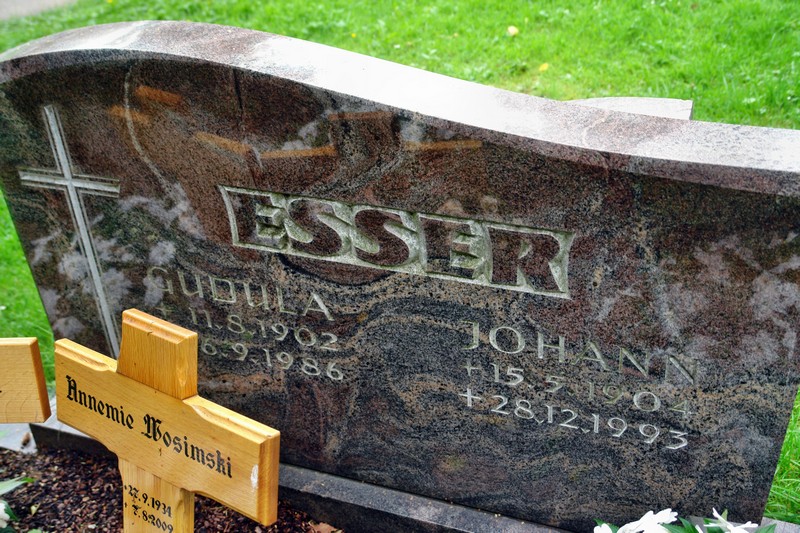 ESSER
GUDULA
11.8.1902
6.9.1986
JOHANN
15.5.1904
+ 28.12.1993
Annemie Wosimski
27.9.1934
7.8.2009